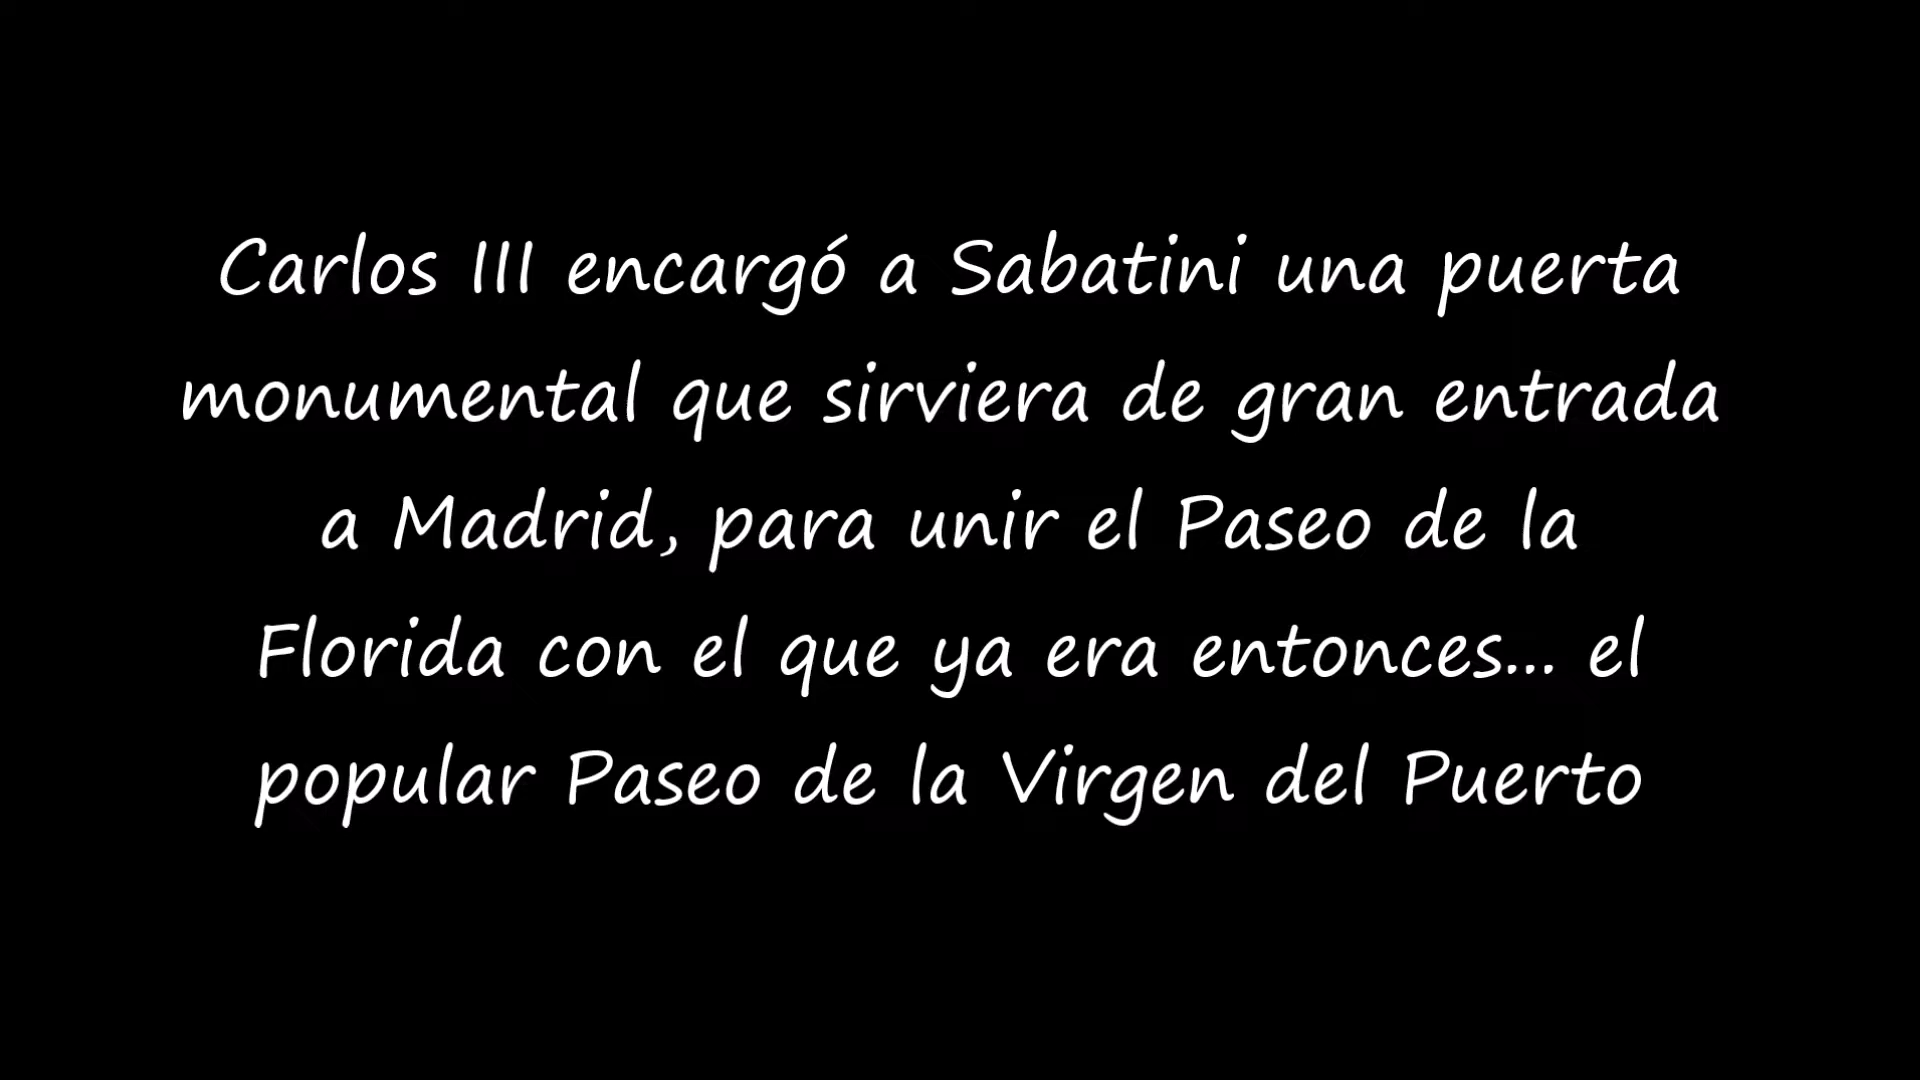 Carlos III encargó a Sabatini una puerta
monumental que sirviera de gran entrada
a Madrid, para unir el Paseo de la
Florida con el que ya era entonces... el
popular Paseo de la Virgen del Puerto